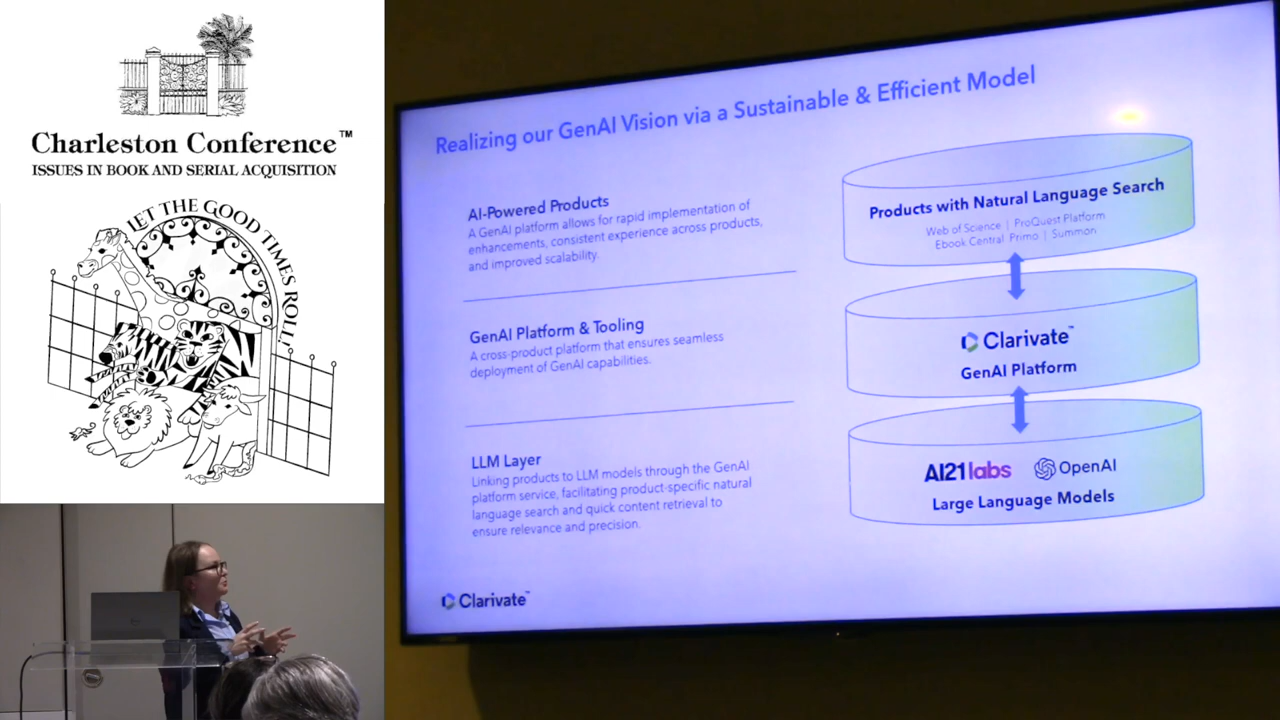 Charleston Conference™
ISSUES IN BOOK AND SERIAL ACQUISITION
LET THE GOOD TIMES ROLL!
Realizing our GenAI Vision via a Sustainable & Efficient Model
AI-Powered Products
A GenAI platform allows for rapid implementation of
enhancements, consistent experience across products,
and improved scalability.
GenAI Platform & Tooling
A cross-product platform that ensures seamless
deployment of GenAI capabilities.
LLM Layer
Linking products to LLM models through the GenAI
platform service, facilitating product-specific natural
language search and quick content retrieval to
ensure relevance and precision.
Clarivate™
Products with Natural Language Search
Web of Science | ProQuest Platform
Ebook Central Primo | Summon
Clarivate™
GenAI Platform
AI21labs OpenAI
Large Language Models